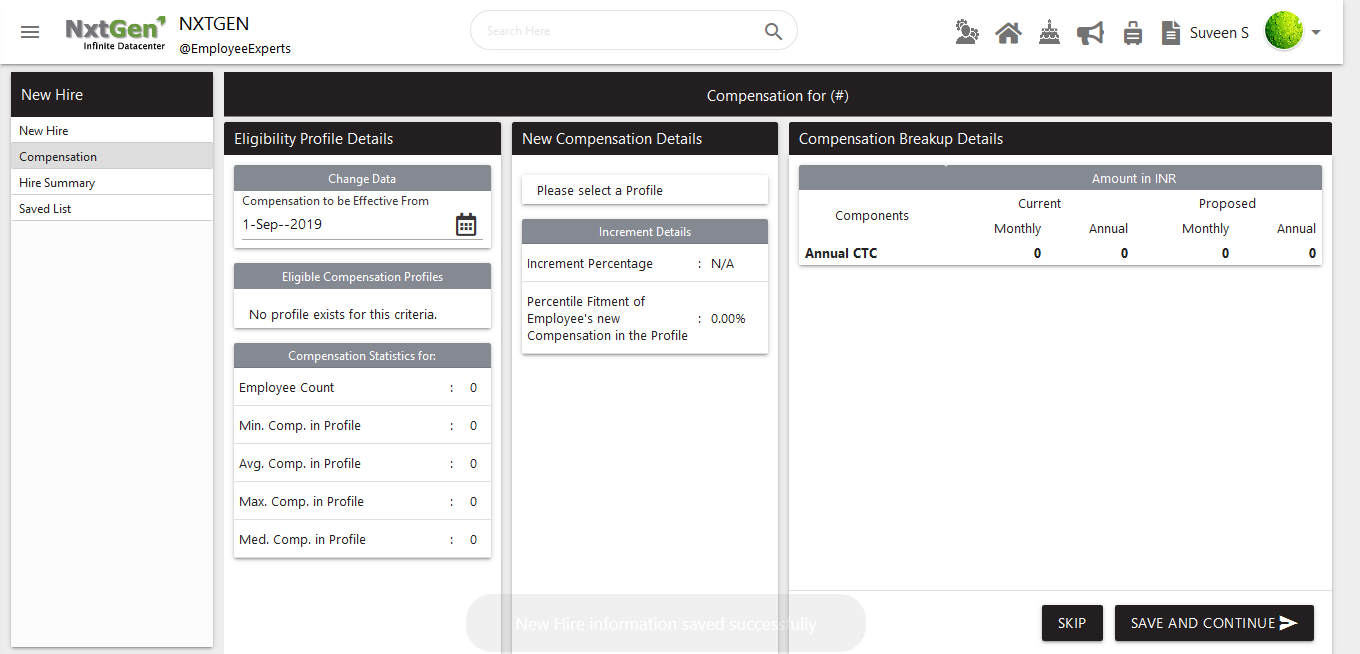 NxtGen
Infinite Datacenter
NXTGEN
@EmployeeExperts
Search Here
Suveen S
New Hire
New Hire
Compensation
Hire Summary
Saved List
Compensation for (#)
Eligibility Profile Details
Change Data
Compensation to be Effective From
1-Sep--2019
Eligible Compensation Profiles
No profile exists for this criteria.
Compensation Statistics for:
Employee Count : 0
Min. Comp. in Profile : 0
Avg. Comp. in Profile : 0
Max. Comp. in Profile : 0
Med. Comp. in Profile : 0
New Compensation Details
Please select a Profile
Increment Details
Increment Percentage : N/A
Percentile Fitment of
Employee's new : 0.00%
Compensation in the Profile
Compensation Breakup Details
Amount in INR
Components Current Proposed
Monthly Annual Monthly Annual
Annual CTC 0 0 0 0
New Hire information saved successfully
SKIP
SAVE AND CONTINUE